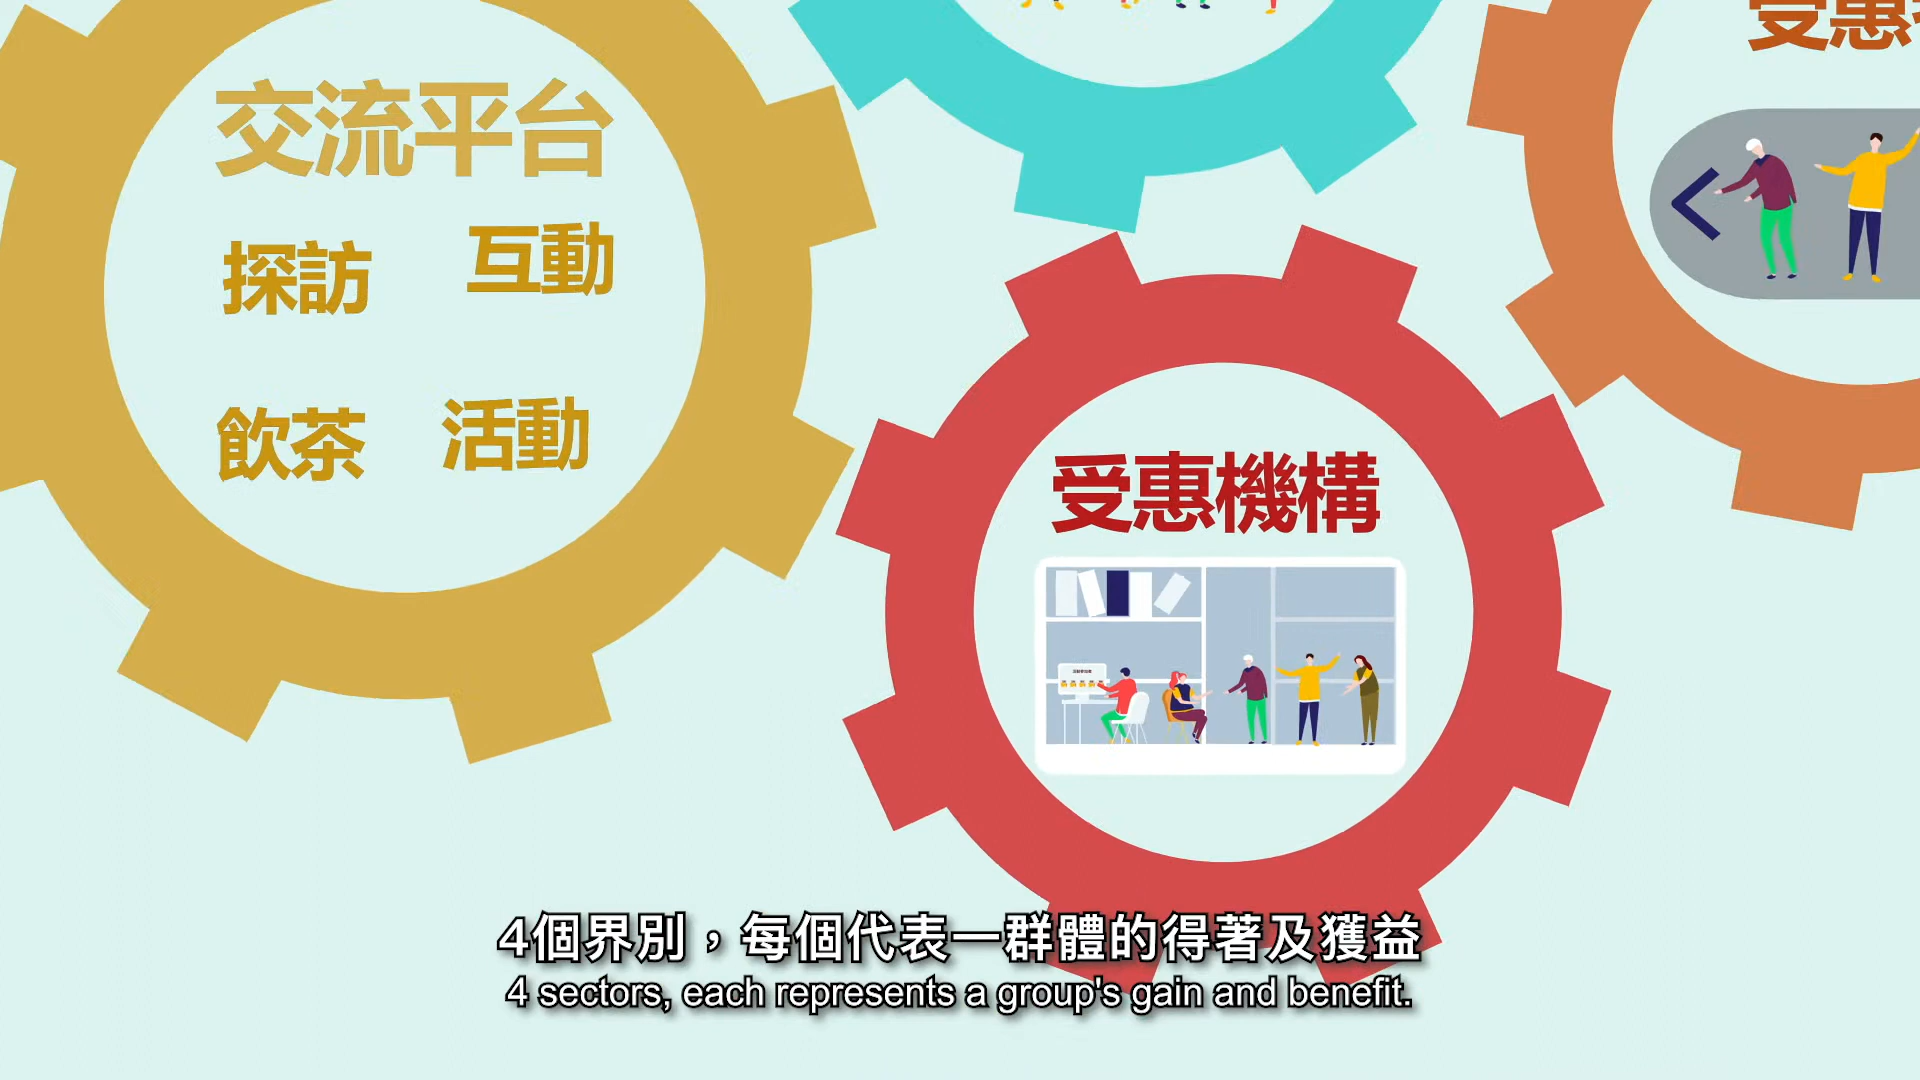 交流平台
探訪
互動
飲茶
活動
受惠
受惠機構
4個界別，每個代表一群體的得著及獲益
4 sectors, each represents a group's gain and benefit.